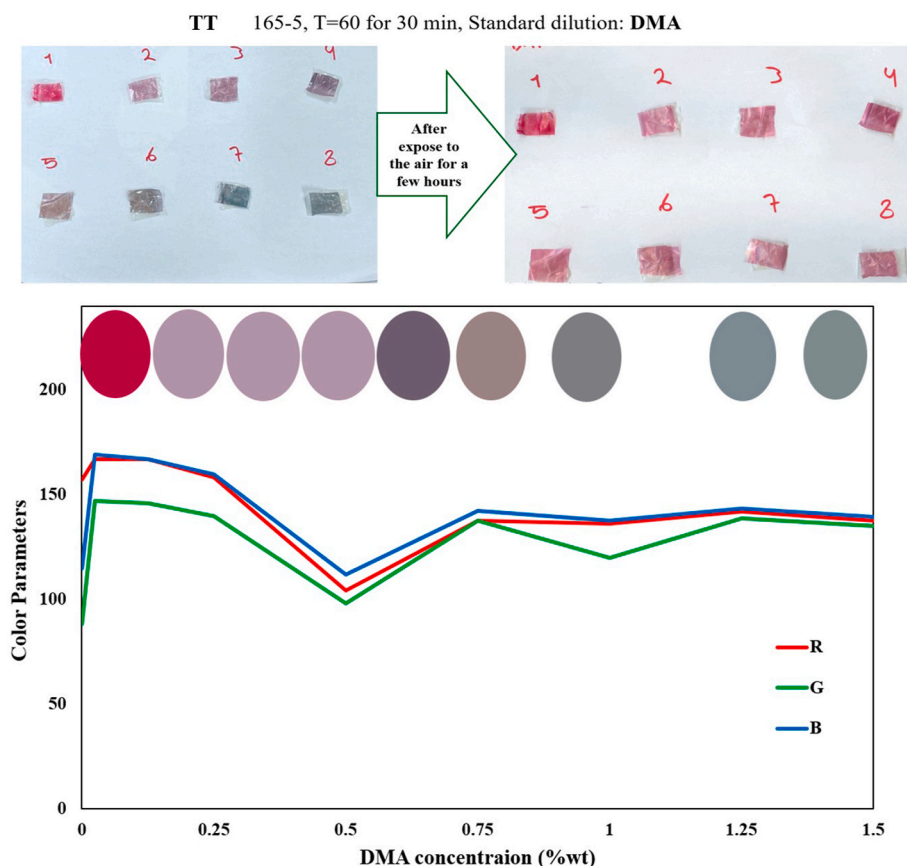 TT 165-5, T=60 for 30 min, Standard dilution: DMA
1 2 3 4
5 6 7 8
After
expose to
the air for a
few hours
1 2 3 4
5 6 7 8
Color Parameters
200
150
100
50
0
R
G
B
0 0.25 0.5 0.75 1 1.25 1.5
DMA concentraion (%wt)